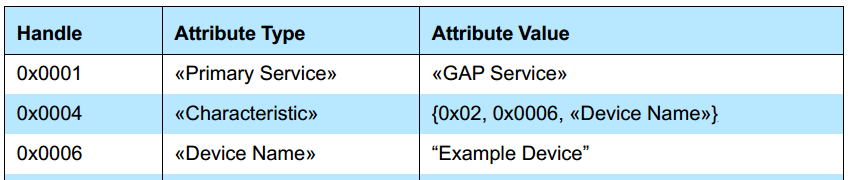 Handle Attribute Type Attribute Value
0x0001 «Primary Service» «GAP Service»
0x0004 «Characteristic» {0x02, 0x0006, «Device Name»}
0x0006 «Device Name» “Example Device”